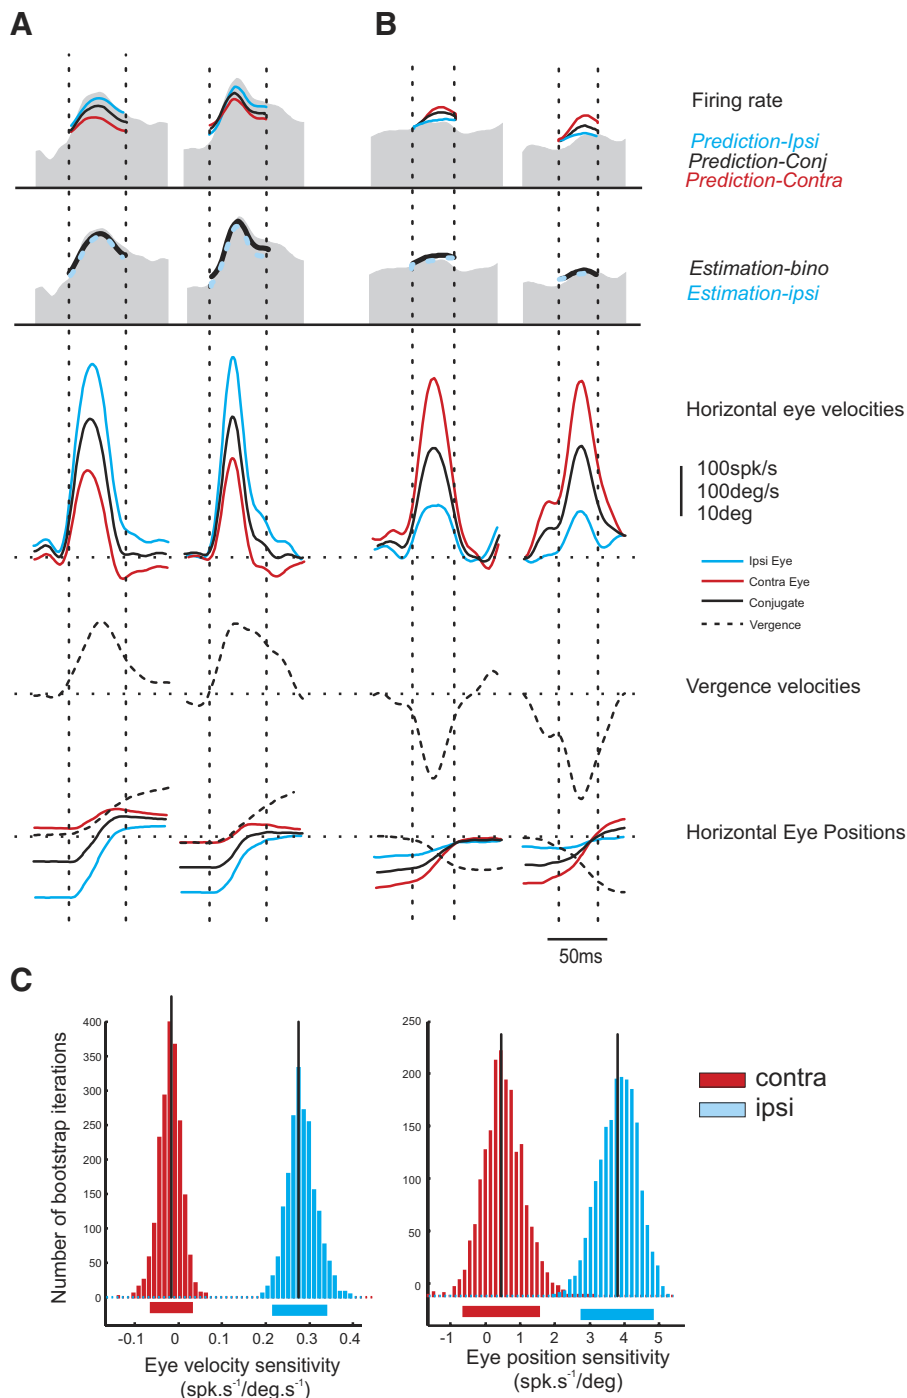 A
B
Firing rate
Prediction-Ipsi
Prediction-Conj
Prediction-Contra
Estimation-bino
Estimation-ipsi
Horizontal eye velocities
100spk/s
100deg/s
10deg
Ipsi Eye
Contra Eye
Conjugate
Vergence
Vergence velocities
Horizontal Eye Positions
50ms
C
Number of bootstrap iterations
400
350
300
250
200
150
100
50
0
-0.1 0 0.1 0.2 0.3 0.4
Eye velocity sensitivity
(spk.s⁻¹/deg.s⁻¹)
250
200
150
100
50
0
-1 0 1 2 3 4 5
Eye position sensitivity
(spk.s⁻¹/deg)
contra
ipsi